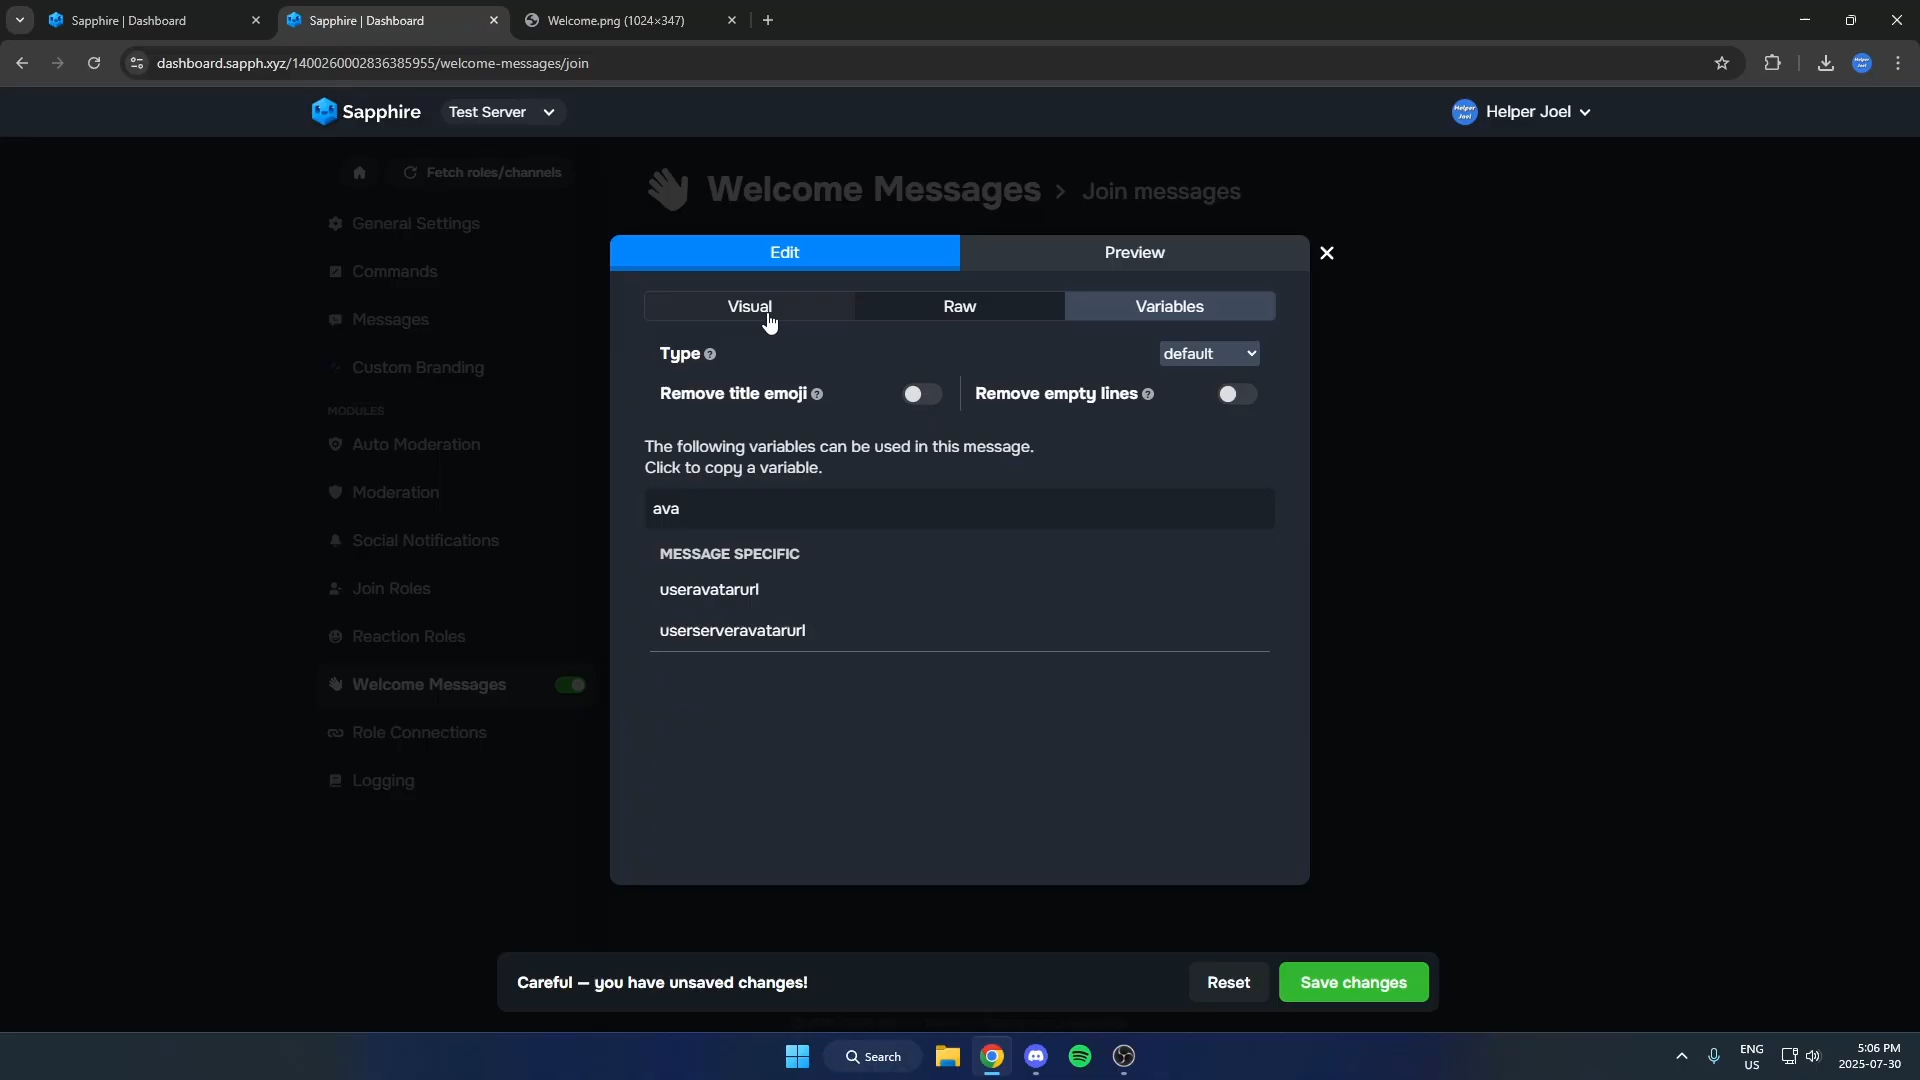 Sapphire | Dashboard
Sapphire | Dashboard
Welcome.png (1024×347)
dashboard.sapph.xyz/1400260002836385955/welcome-messages/join
Sapphire
Test Server
Helper Joel
Fetch roles/channels
Welcome Messages > Join messages
General Settings
Commands
Messages
Custom Branding
MODULES
Auto Moderation
Moderation
Social Notifications
Join Roles
Reaction Roles
Welcome Messages
Role Connections
Logging
Edit
Preview
Visual
Raw
Variables
Type
default
Remove title emoji
Remove empty lines
The following variables can be used in this message.
Click to copy a variable.
ava
MESSAGE SPECIFIC
useravatarurl
userserveravatarurl
Careful — you have unsaved changes!
Reset
Save changes
Search
ENG
US
5:06 PM
2025-07-30